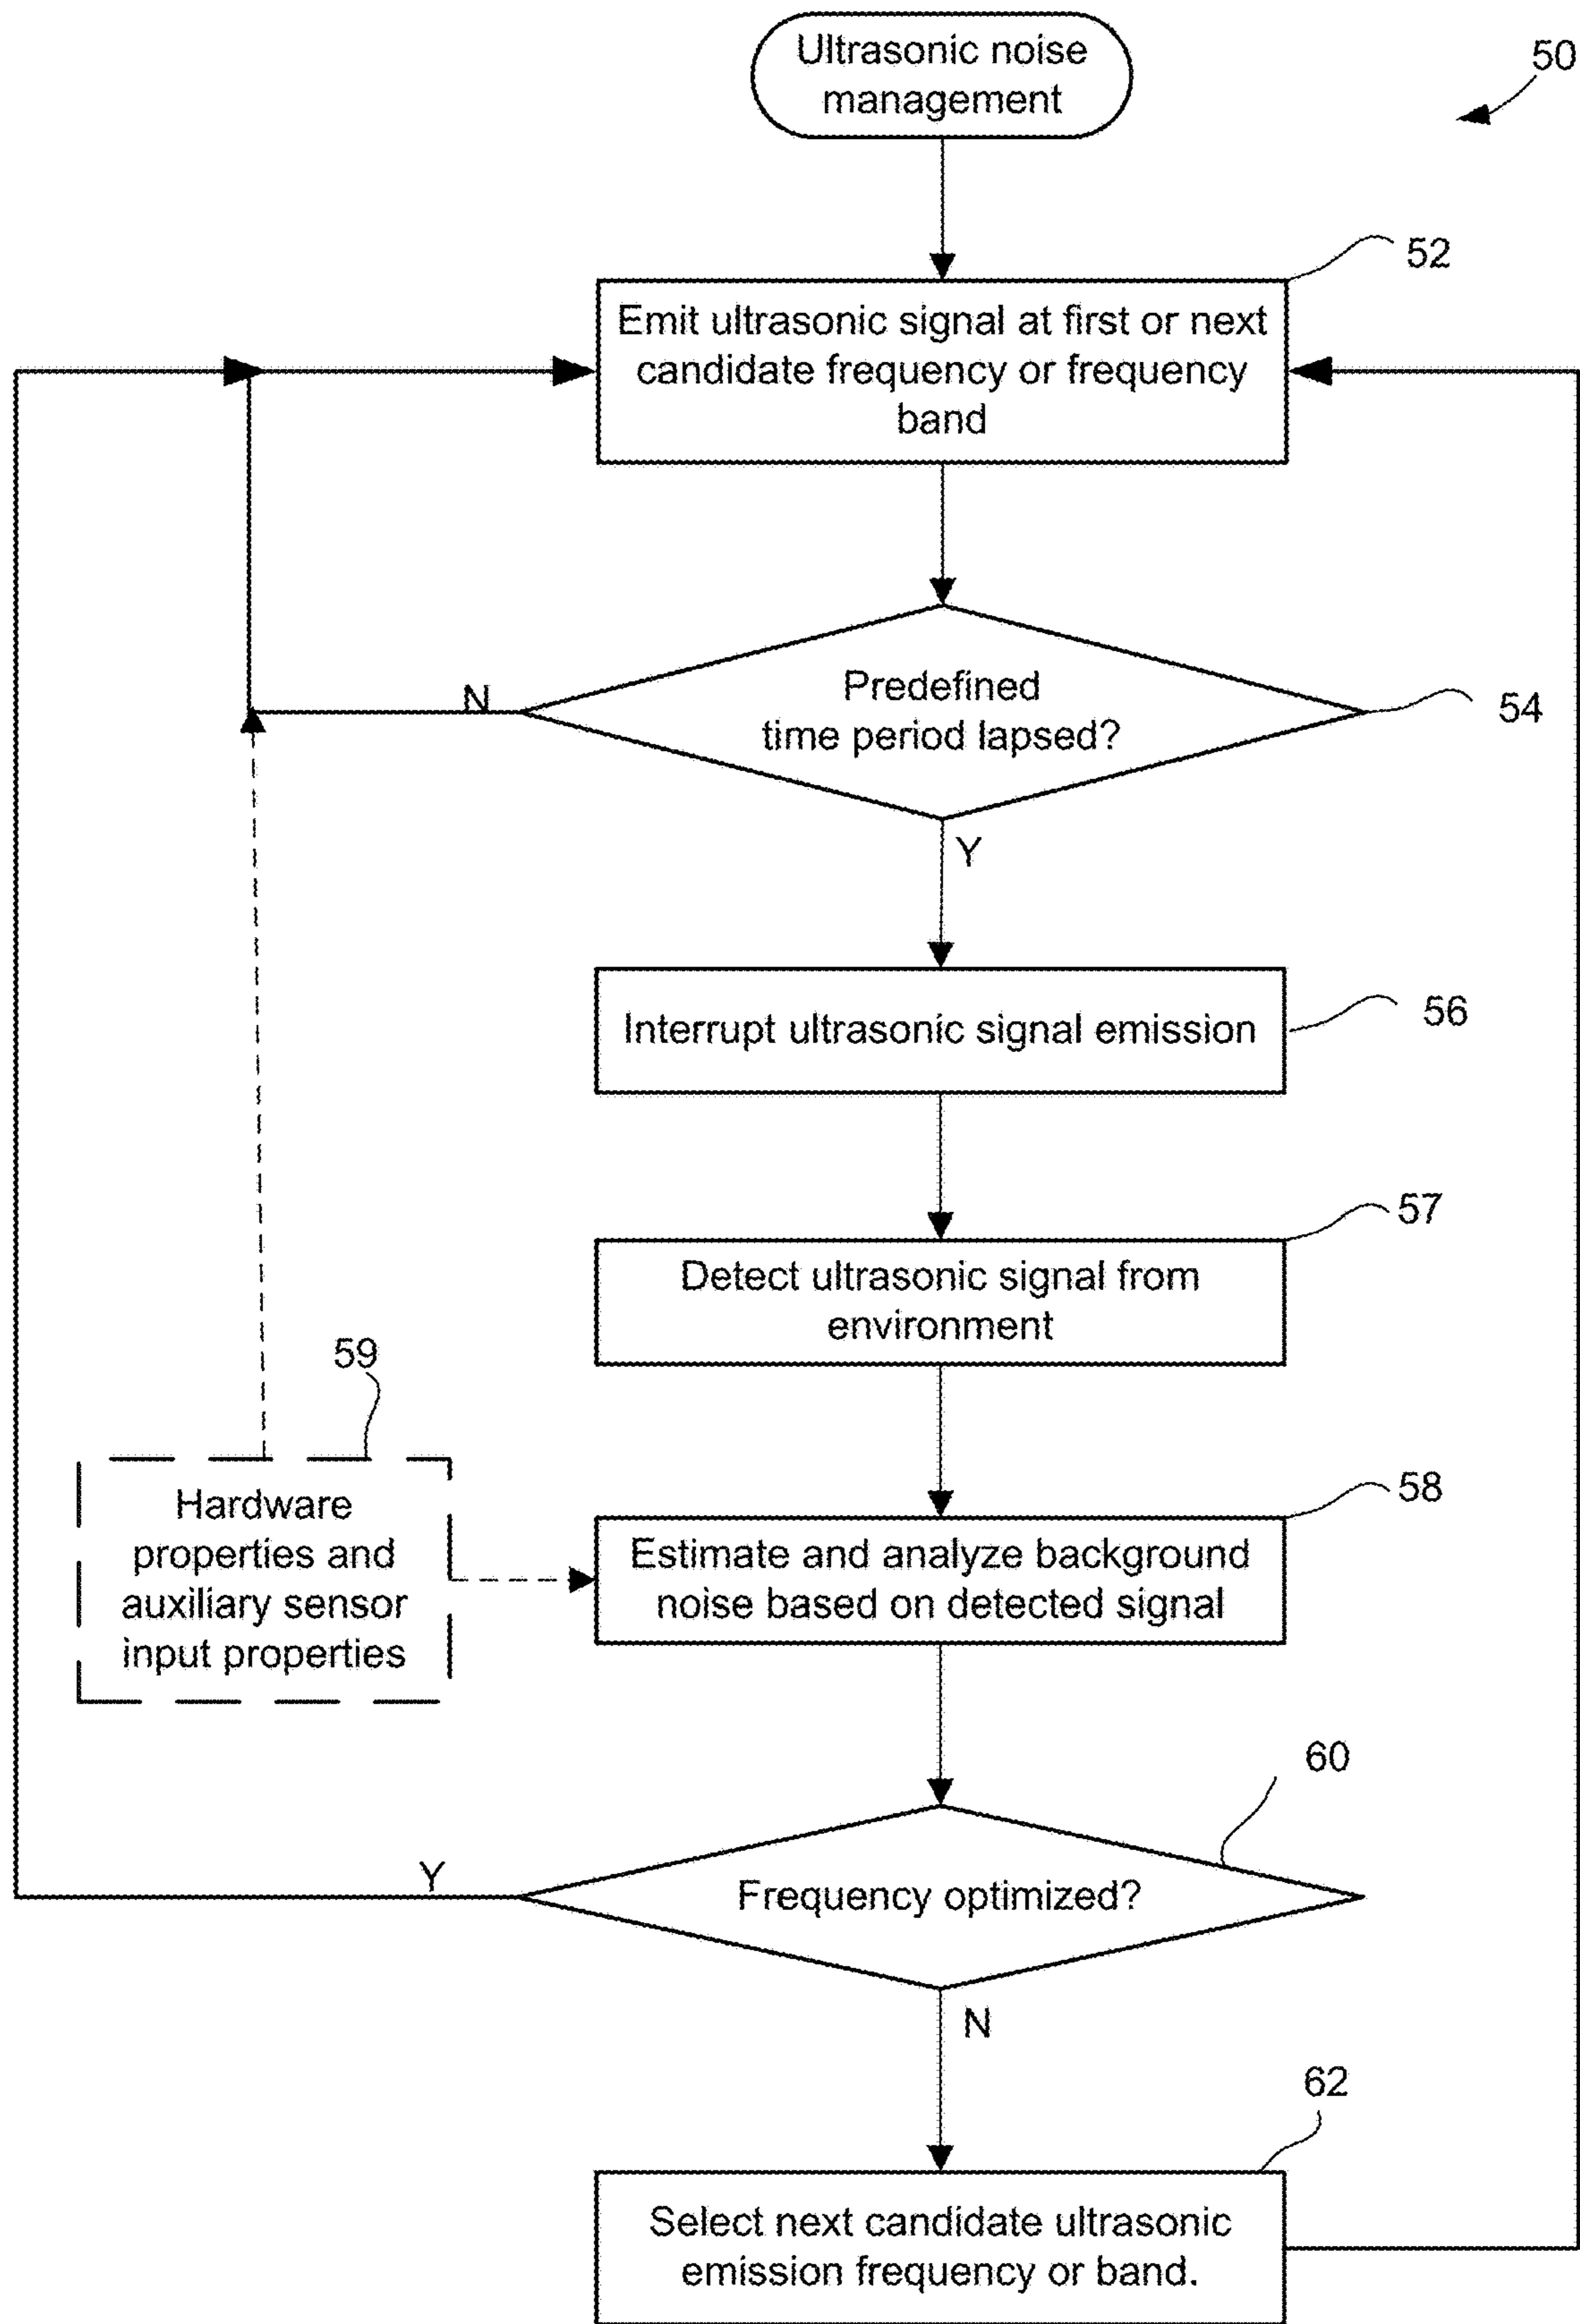 Ultrasonic noise
management
50
52
Emit ultrasonic signal at first or next
candidate frequency or frequency
band
N
Predefined
time period lapsed?
54
Y
Interrupt ultrasonic signal emission
56
57
Detect ultrasonic signal from
environment
59
Hardware
properties and
auxiliary sensor
input properties
58
Estimate and analyze background
noise based on detected signal
60
Y
Frequency optimized?
N
62
Select next candidate ultrasonic
emission frequency or band.